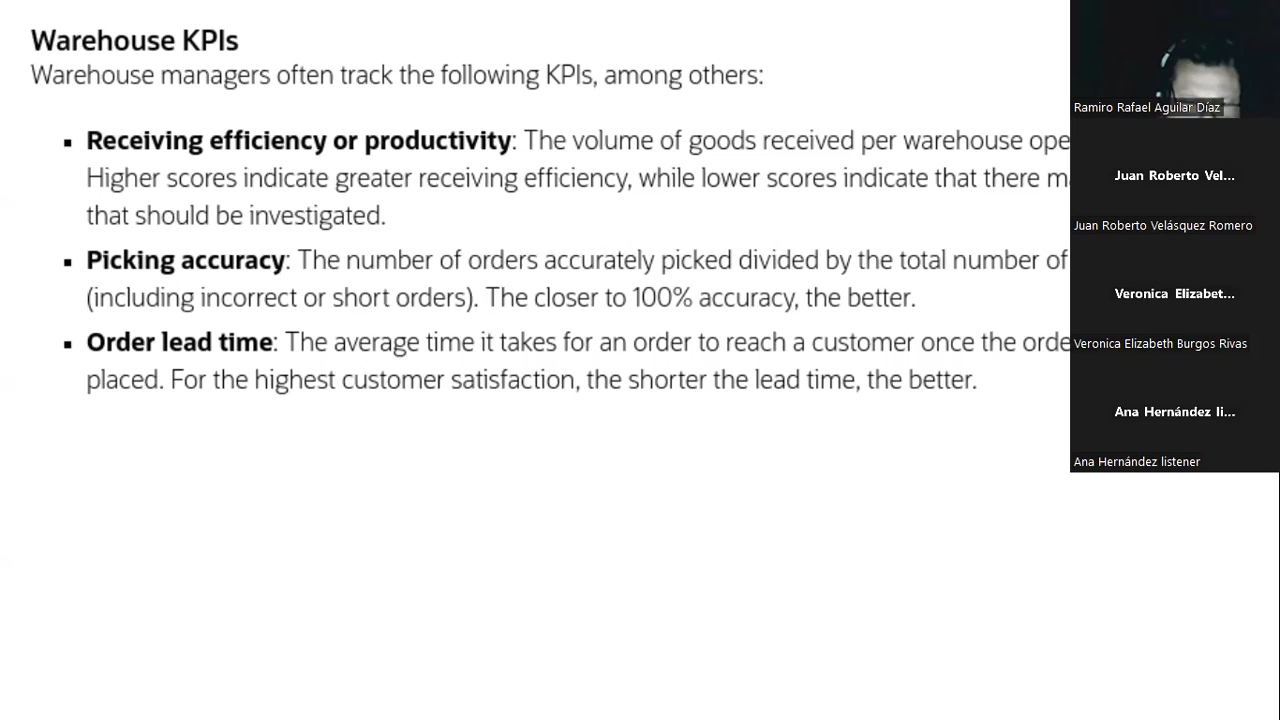 Warehouse KPIs
Warehouse managers often track the following KPIs, among others:
▪ Receiving efficiency or productivity: The volume of goods received per warehouse
Higher scores indicate greater receiving efficiency, while lower scores indicate that there
that should be investigated.
▪ Picking accuracy: The number of orders accurately picked divided by the total number of
(including incorrect or short orders). The closer to 100% accuracy, the better.
▪ Order lead time: The average time it takes for an order to reach a customer once the
placed. For the highest customer satisfaction, the shorter the lead time, the better.
Ramiro Rafael Aguilar Díaz
Juan Roberto Vel...
Juan Roberto Velásquez Romero
Veronica Elizabet...
Veronica Elizabeth Burgos Rivas
Ana Hernández li...
Ana Hernández listener